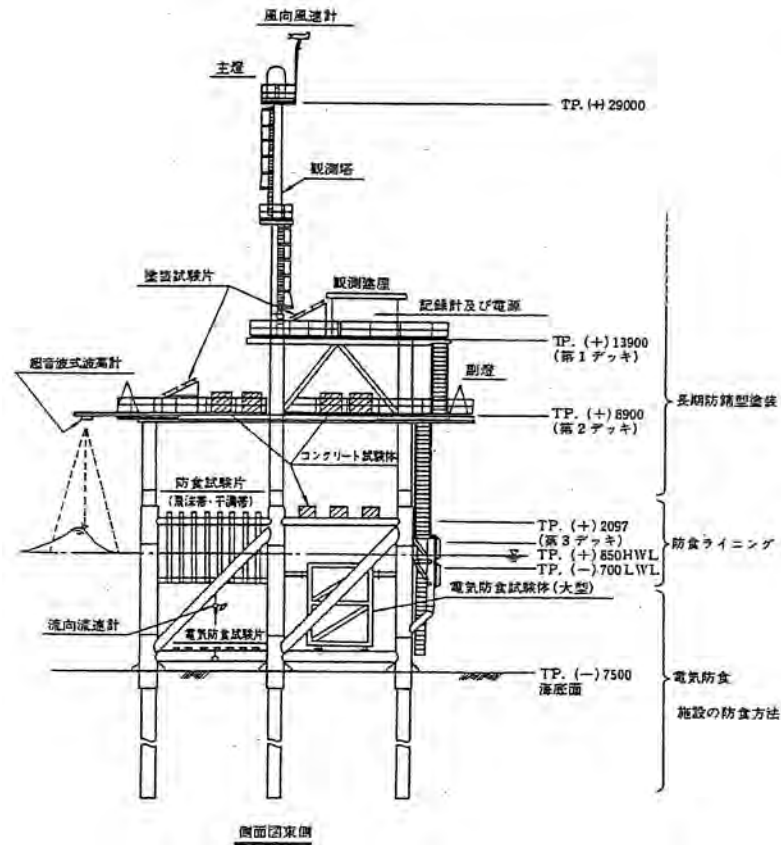 風向風速計
主燈
TP.(+)29000
観測塔
塗装試験片
観測塗屋
記録計及び電源
TP.(+)13900
(第1デッキ)
超音波式波高計
副燈
TP.(+)8900
(第2デッキ)
長期防錆型塗装
コンクリート試験体
防食試験片
(飛沫帯・干満帯)
TP.(+)2097
(第3デッキ)
TP.(+)850HWL
TP.(-)700LWL
防食ライニング
電気防食試験体(大型)
流向流速計
電気防食試験片
TP.(-)7500
海底面
電気防食
施設の防食方法
側面図東側